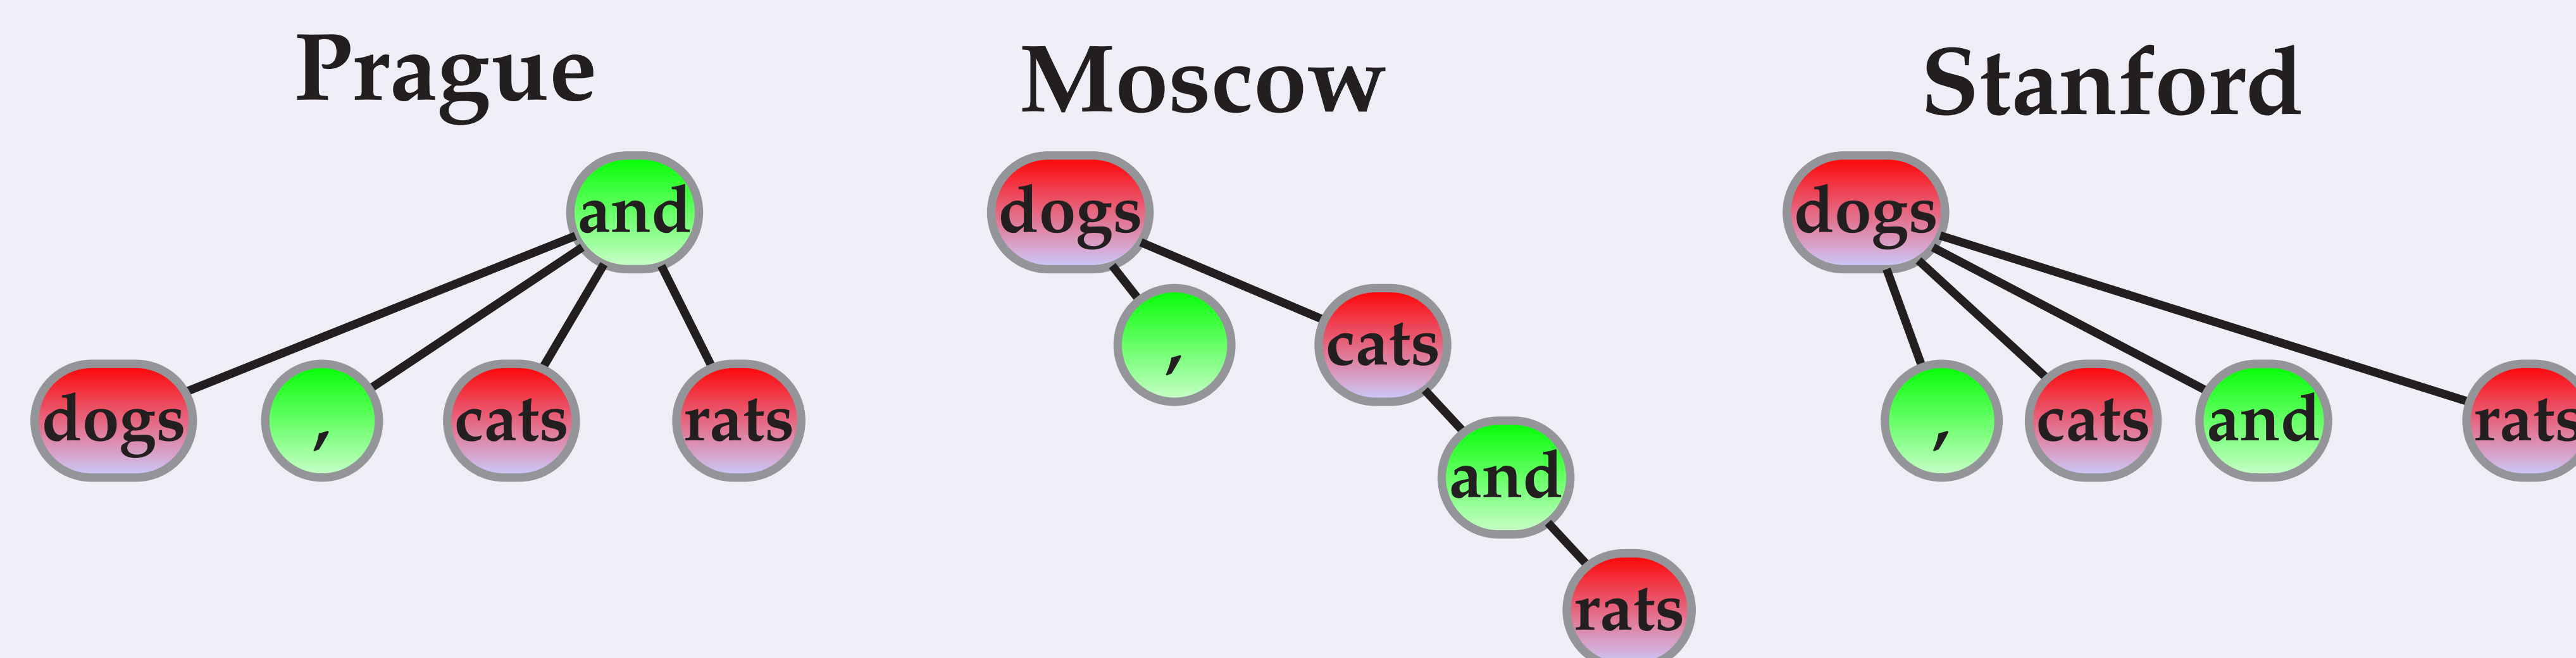 Prague
and
dogs , cats rats
Moscow
dogs
, cats
and
rats
Stanford
dogs
, cats and rats